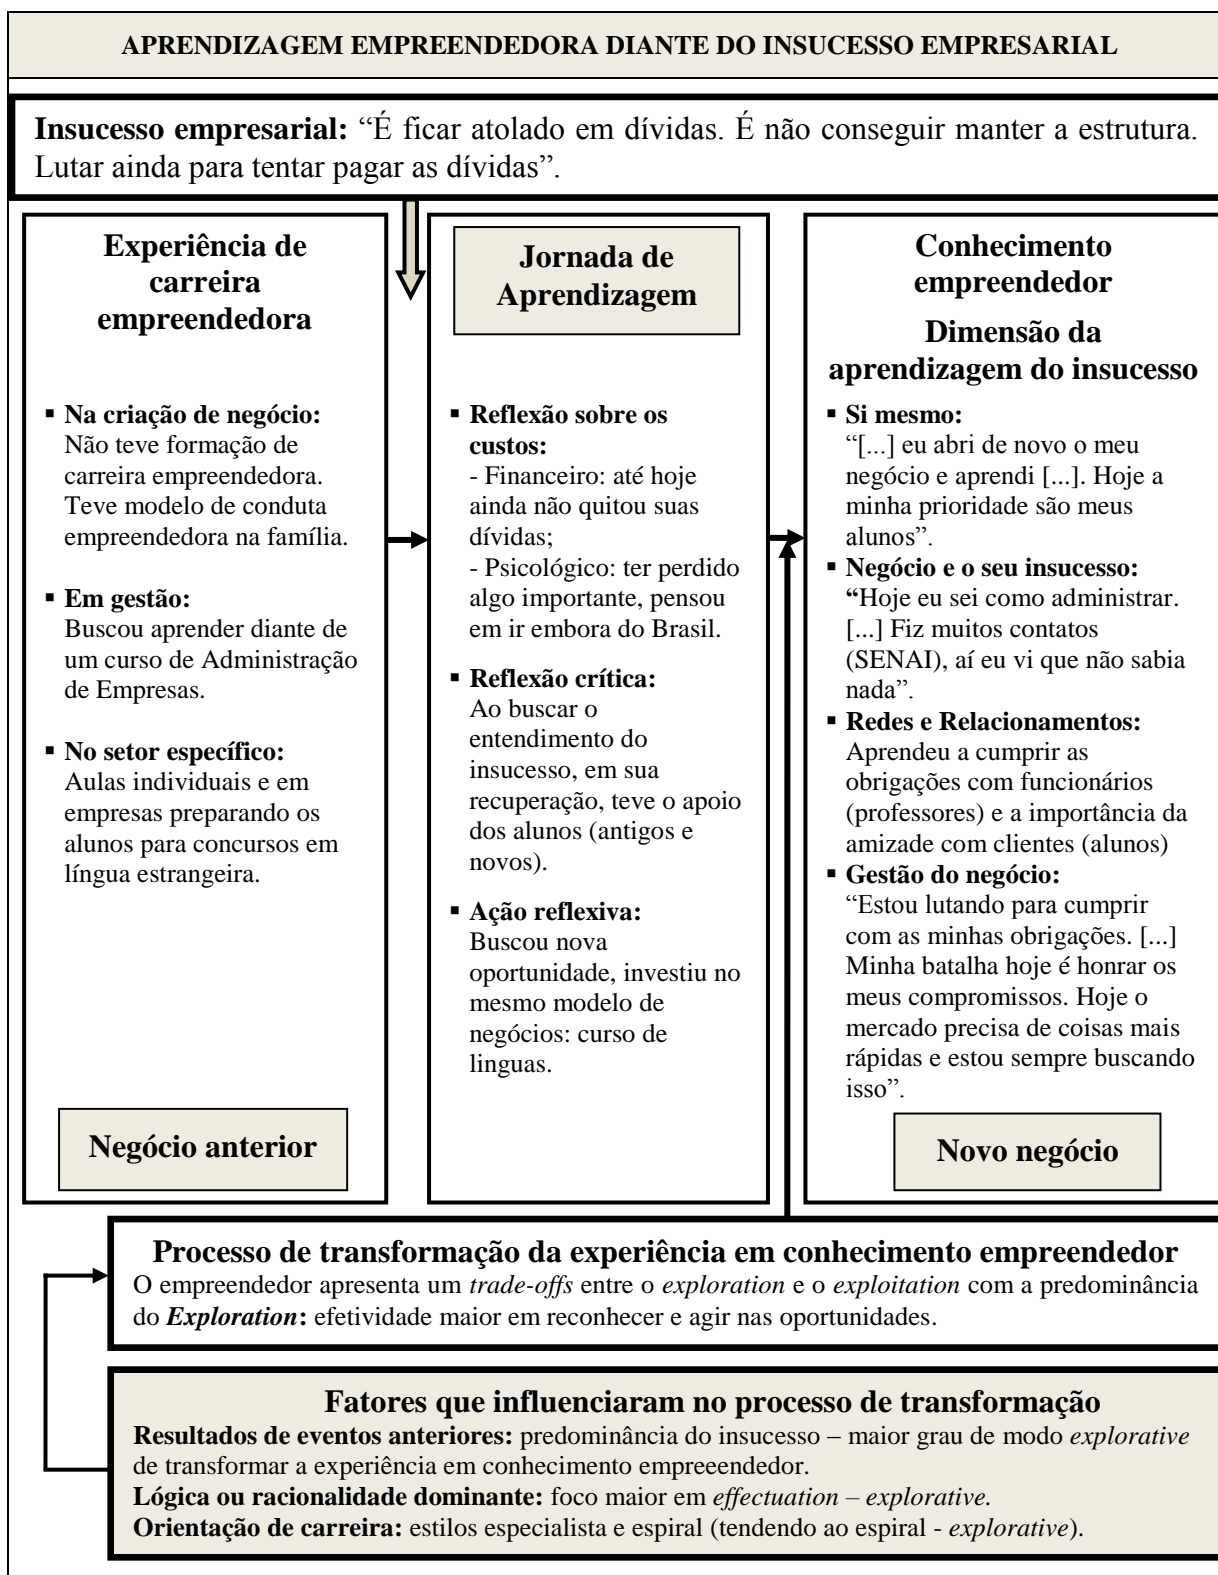 APRENDIZAGEM EMPREENDEDORA DIANTE DO INSUCESSO EMPRESARIAL
Insucesso empresarial: “É ficar atolado em dívidas. É não conseguir manter a estrutura.
Lutar ainda para tentar pagar as dívidas”.
Experiência de
carreira
empreendedora
▪ Na criação de negócio:
Não teve formação de
carreira empreendedora.
Teve modelo de conduta
empreendedora na família.
▪ Em gestão:
Buscou aprender diante de
um curso de Administração
de Empresas.
▪ No setor específico:
Aulas individuais e em
empresas preparando os
alunos para concursos em
língua estrangeira.
Negócio anterior
Jornada de
Aprendizagem
▪ Reflexão sobre os
custos:
- Financeiro: até hoje
ainda não quitou suas
dívidas;
- Psicológico: ter perdido
algo importante, pensou
em ir embora do Brasil.
▪ Reflexão crítica:
Ao buscar o
entendimento do
insucesso, em sua
recuperação, teve o apoio
dos alunos (antigos e
novos).
▪ Ação reflexiva:
Buscou nova
oportunidade, investiu no
mesmo modelo de
negócios: curso de
linguas.
Conhecimento
empreendedor
Dimensão da
aprendizagem do insucesso
▪ Si mesmo:
“[...] eu abri de novo o meu
negócio e aprendi [...]. Hoje a
minha prioridade são meus
alunos”.
▪ Negócio e o seu insucesso:
“Hoje eu sei como administrar.
[...] Fiz muitos contatos
(SENAI), aí eu vi que não sabia
nada”.
▪ Redes e Relacionamentos:
Aprendeu a cumprir as
obrigações com funcionários
(professores) e a importância da
amizade com clientes (alunos)
▪ Gestão do negócio:
“Estou lutando para cumprir
com as minhas obrigações. [...]
Minha batalha hoje é honrar os
meus compromissos. Hoje o
mercado precisa de coisas mais
rápidas e estou sempre buscando
isso”.
Novo negócio
Processo de transformação da experiência em conhecimento empreendedor
O empreendedor apresenta um trade-offs entre o exploration e o exploitation com a predominância
do Exploration: efetividade maior em reconhecer e agir nas oportunidades.
Fatores que influenciaram no processo de transformação
Resultados de eventos anteriores: predominância do insucesso – maior grau de modo explorative
de transformar a experiência em conhecimento empreeendedor.
Lógica ou racionalidade dominante: foco maior em effectuation – explorative.
Orientação de carreira: estilos especialista e espiral (tendendo ao espiral - explorative).